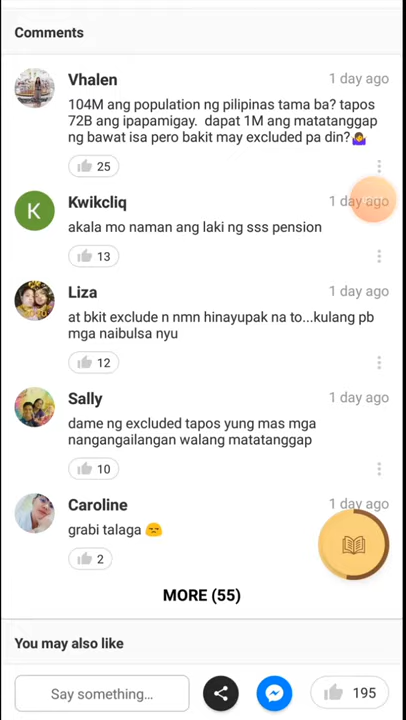 Comments
Vhalen
1 day ago
104M ang population ng pilipinas tama ba? tapos
72B ang ipapamigay. dapat 1M ang matatanggap
ng bawat isa pero bakit may excluded pa din?🤷‍♀️
25
Kwikcliq
1 day ago
K
akala mo naman ang laki ng sss pension
13
Liza
1 day ago
at bkit exclude n nmn hinayupak na to...kulang pb
mga naibulsa nyu
12
Sally
1 day ago
dame ng excluded tapos yung mas mga
nangangailangan walang matatanggap
10
Caroline
1 day ago
grabi talaga 😒
2
MORE (55)
You may also like
Say something...
195